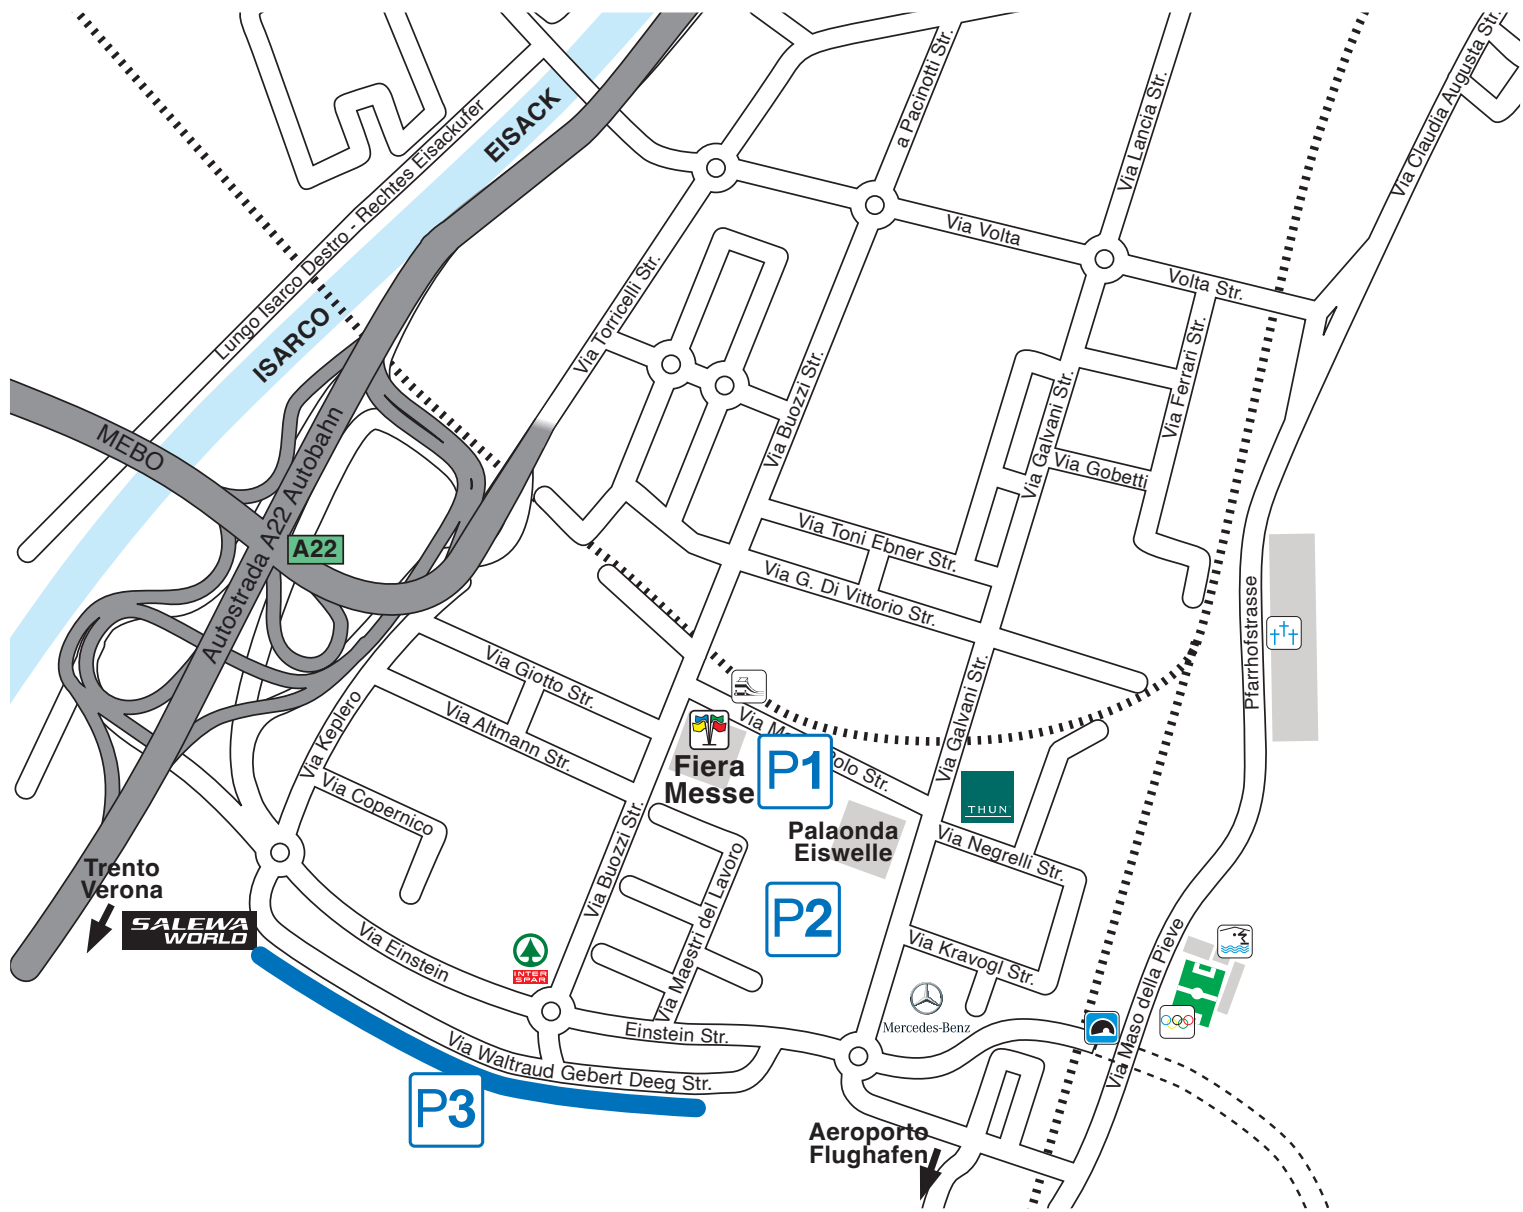 a Pacinotti Str.
Via Lancia Str.
Via Claudia Augusta Str.
EISACK
Lungo Isarco Destro - Rechtes Eisackufer
ISARCO
Via Volta
Volta Str.
Via Torricelli Str.
Via Buozzi Str.
Via Ferrari Str.
Via Galvani Str.
Via Gobetti
MEBO
Autostrada A22 Autobahn
A22
Via Toni Ebner Str.
Via G. Di Vittorio Str.
Pfarrhofstrasse
Via Giotto Str.
Via Altmann Str.
Via Keplero
Via Copernico
Via Galvani Str.
Via Ma
olo Str.
Fiera
Messe
P1
THUN
Palaonda
Eiswelle
Via Negrelli Str.
Via Buozzi Str.
Via Maestri del Lavoro
Trento
Verona
SALEWA
WORLD
P2
Via Einstein
INTER
SPAR
Via Kravogl Str.
Mercedes-Benz
Via Maso della Pieve
Einstein Str.
Via Waltraud Gebert Deeg Str.
P3
Aeroporto
Flughafen